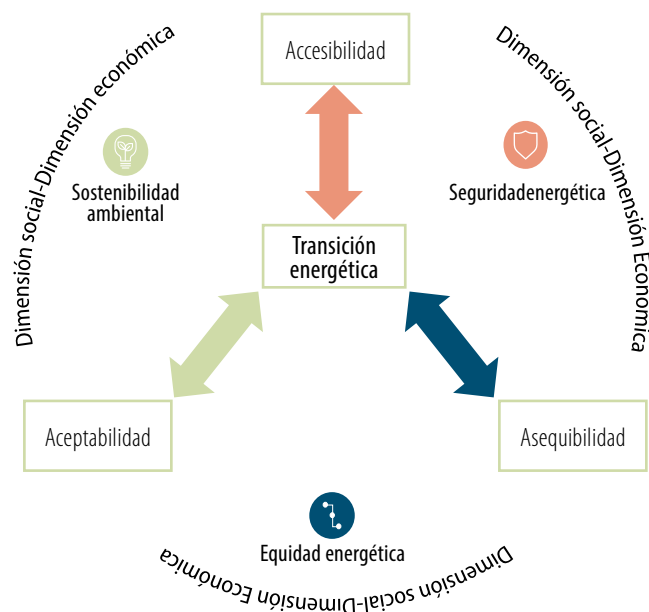 Accesibilidad
Dimensión social-Dimensión económica
Dimensión social-Dimensión Economica
Sostenibilidad
ambiental
Seguridadenergética
Transición
energética
Aceptabilidad
Asequibilidad
Equidad energética
Dimensión social-Dimensión Económica